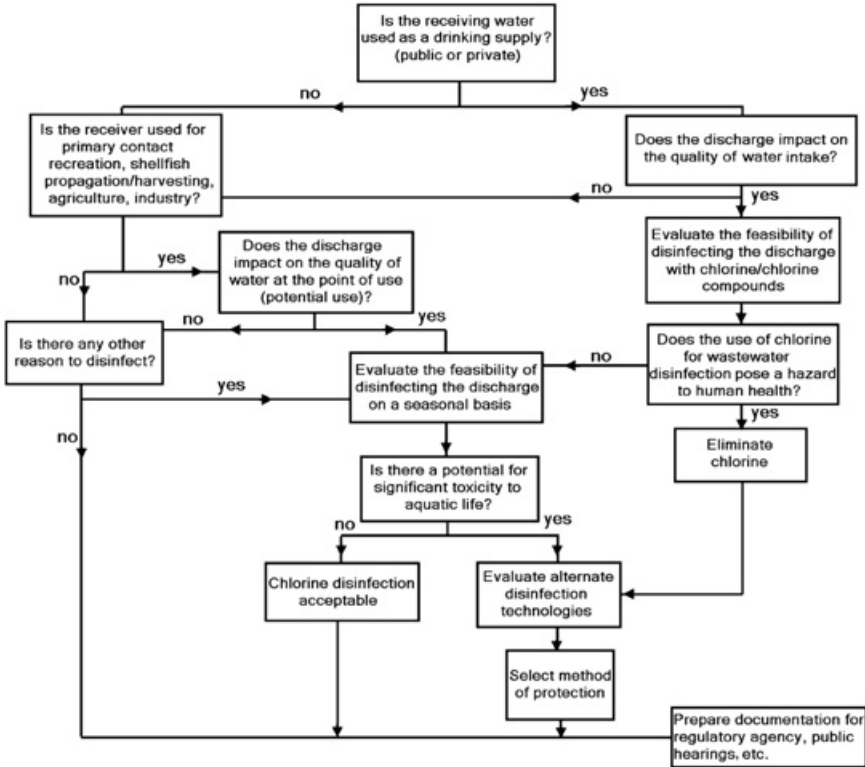 Is the receiving water
used as a drinking supply?
(public or private)
no
yes
Is the receiver used for
primary contact
recreation, shellfish
propagation/harvesting,
agriculture, industry?
Does the discharge impact on
the quality of water intake?
no
yes
Evaluate the feasibility of
disinfecting the discharge
with chlorine/chlorine
compounds
Does the discharge
impact on the quality of
water at the point of use
(potential use)?
yes
no
no
yes
Is there any other
reason to disinfect?
Evaluate the feasibility of
disinfecting the discharge
on a seasonal basis
no
Does the use of chlorine
for wastewater
disinfection pose a hazard
to human health?
yes
yes
no
Eliminate
chlorine
Is there a potential for
significant toxicity to
aquatic life?
no
yes
Chlorine disinfection
acceptable
Evaluate alternate
disinfection
technologies
Select method
of protection
Prepare documentation for
regulatory agency, public
hearings, etc.